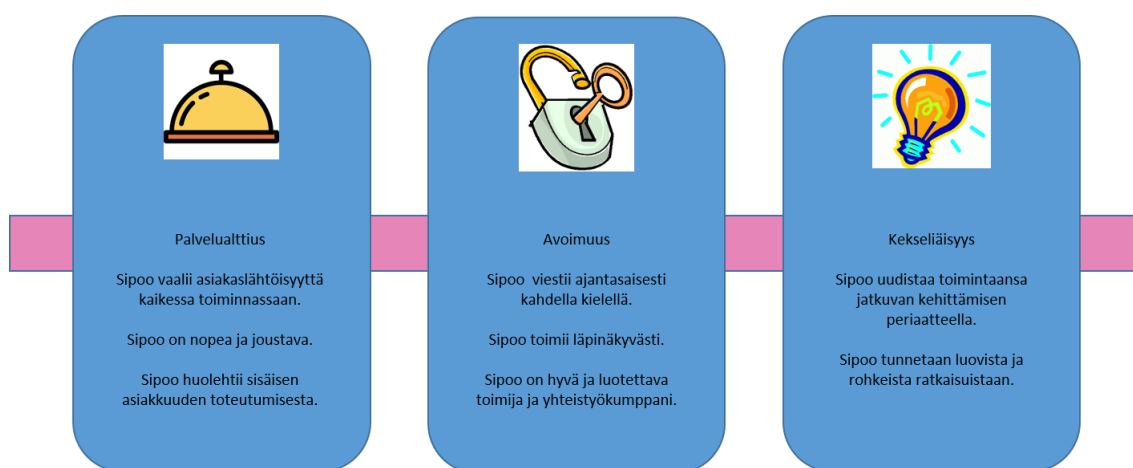 Palvelualttius
Sipoo vaalii asiakaslähtöisyyttä
kaikessa toiminnassaan.
Sipoo on nopea ja joustava.
Sipoo huolehtii sisäisen
asiakkuuden toteutumisesta.
Avoimuus
Sipoo viestii ajantasaisesti
kahdella kielellä.
Sipoo toimii läpinäkyvästi.
Sipoo on hyvä ja luotettava
toimija ja yhteistyökumppani.
Kekseliäisyys
Sipoo uudistaa toimintaansa
jatkuvan kehittämisen
periaatteella.
Sipoo tunnetaan luovista ja
rohkeista ratkaisuistaan.